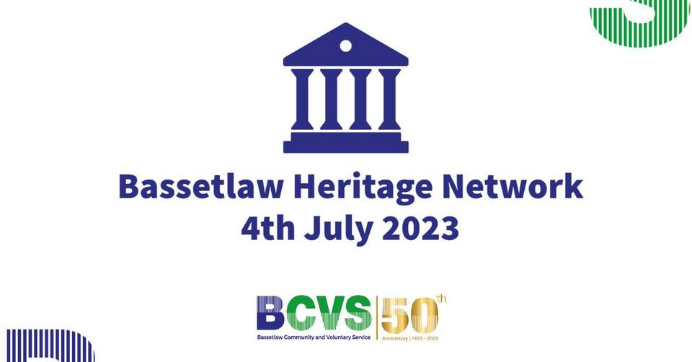 Bassetlaw Heritage Network
4th July 2023
BCVS 50th
Bassetlaw Community and Voluntary Service
Anniversary | 1973 - 2023